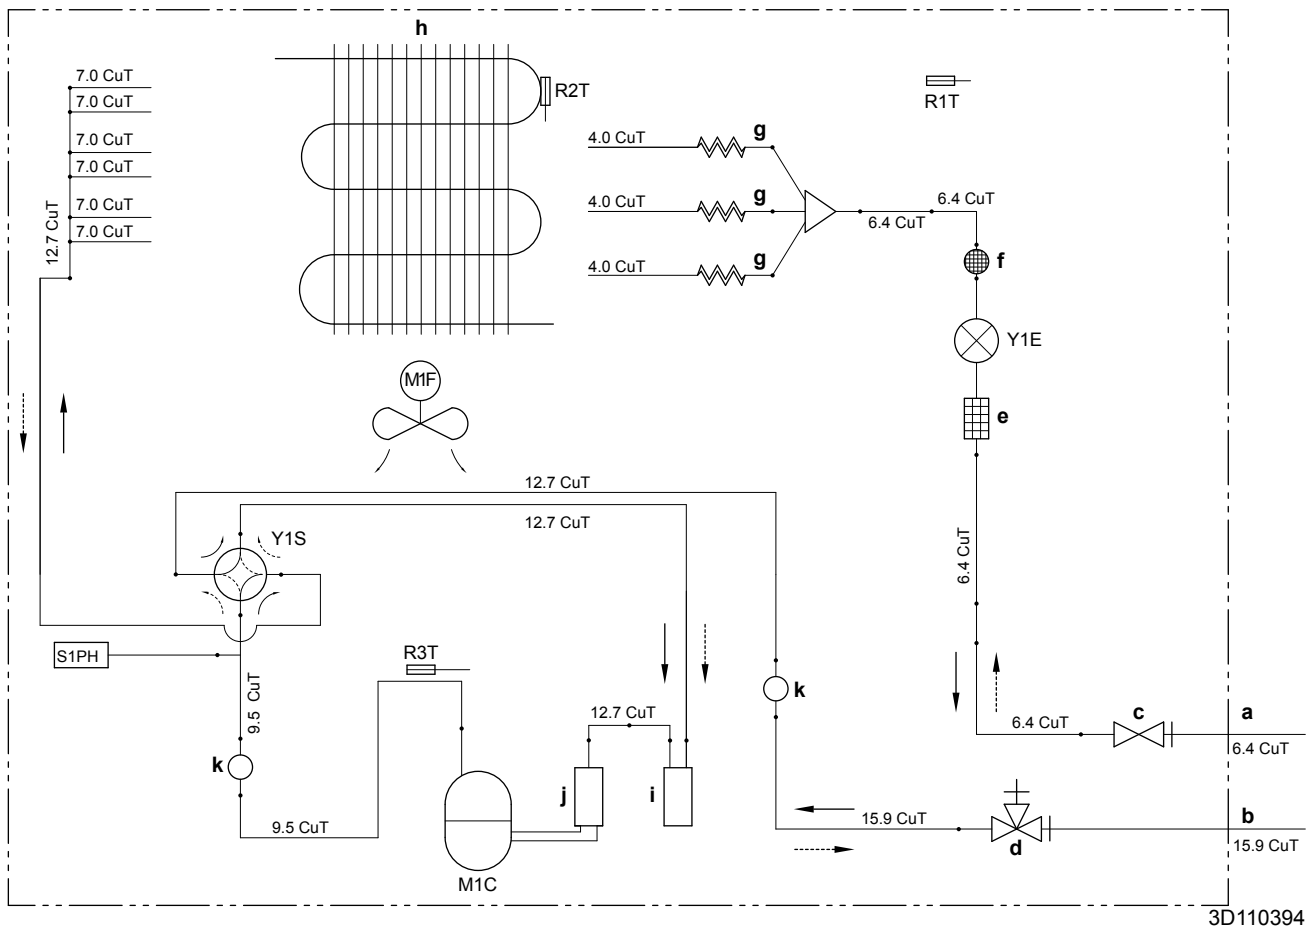 h
7.0 CuT
7.0 CuT
7.0 CuT
7.0 CuT
7.0 CuT
7.0 CuT
12.7 CuT
R2T
R1T
4.0 CuT
g
4.0 CuT
g
4.0 CuT
g
6.4 CuT
6.4 CuT
f
Y1E
e
M1F
12.7 CuT
12.7 CuT
Y1S
6.4 CuT
S1PH
R3T
9.5 CuT
k
k
12.7 CuT
6.4 CuT
c
a
6.4 CuT
j
i
9.5 CuT
15.9 CuT
d
b
15.9 CuT
M1C
3D110394